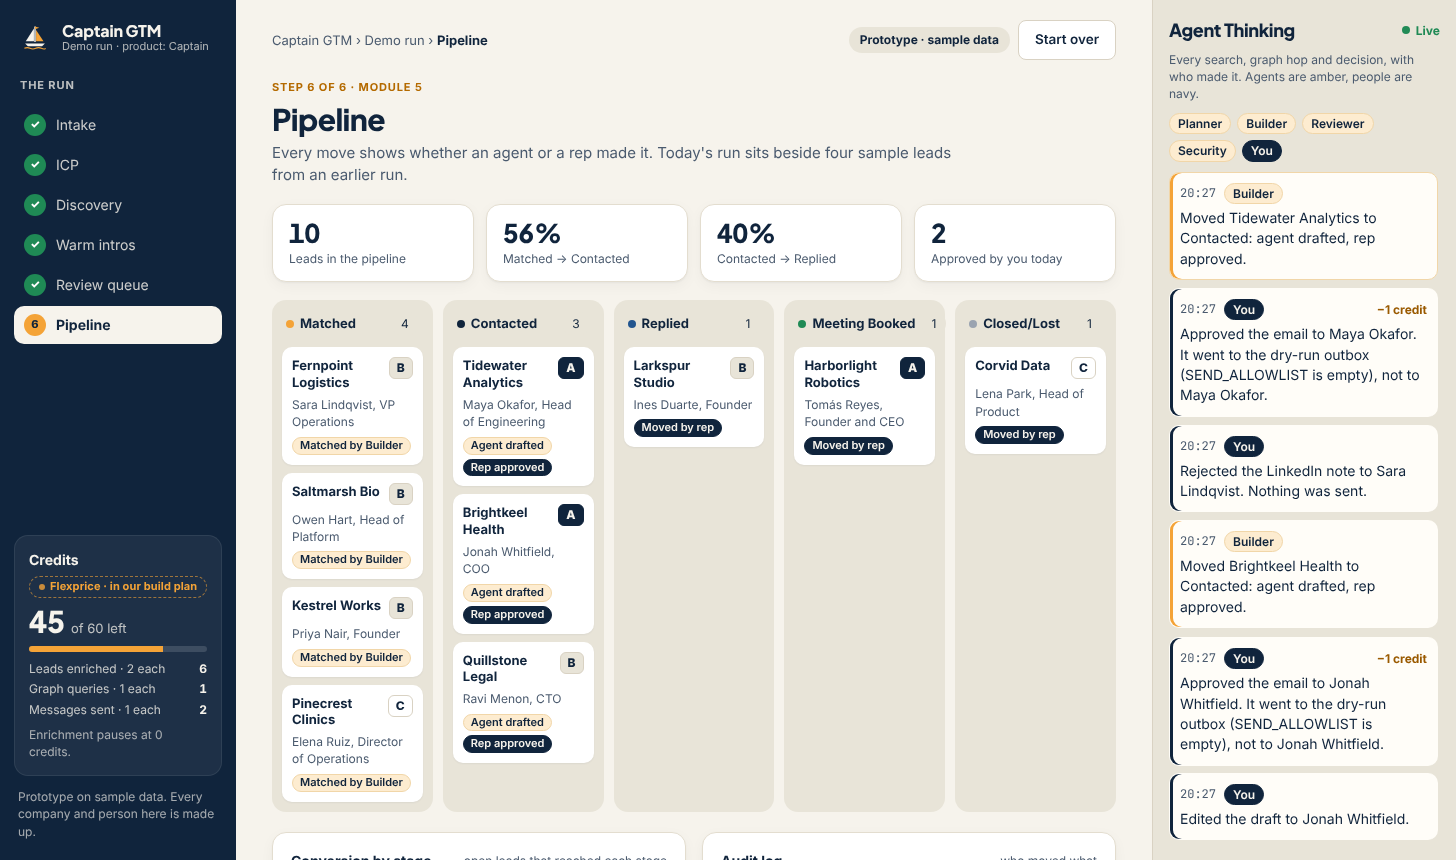 Captain GTM
Demo run · product: Captain
THE RUN
Intake
ICP
Discovery
Warm intros
Review queue
6 Pipeline
Credits
Flexprice · in our build plan
45 of 60 left
Leads enriched · 2 each 6
Graph queries · 1 each 1
Messages sent · 1 each 2
Enrichment pauses at 0
credits.
Prototype on sample data. Every
company and person here is made
up.
Captain GTM › Demo run › Pipeline
Prototype · sample data
Start over
STEP 6 OF 6 · MODULE 5
Pipeline
Every move shows whether an agent or a rep made it. Today's run sits beside four sample leads
from an earlier run.
10
Leads in the pipeline
56%
Matched → Contacted
40%
Contacted → Replied
2
Approved by you today
Matched 4
Fernpoint
Logistics
B
Sara Lindqvist, VP
Operations
Matched by Builder
Saltmarsh Bio B
Owen Hart, Head of
Platform
Matched by Builder
Kestrel Works B
Priya Nair, Founder
Matched by Builder
Pinecrest
Clinics
C
Elena Ruiz, Director
of Operations
Matched by Builder
Contacted 3
Tidewater
Analytics
A
Maya Okafor, Head
of Engineering
Agent drafted
Rep approved
Brightkeel
Health
A
Jonah Whitfield,
COO
Agent drafted
Rep approved
Quillstone
Legal
B
Ravi Menon, CTO
Agent drafted
Rep approved
Replied 1
Larkspur
Studio
B
Ines Duarte, Founder
Moved by rep
Meeting Booked 1
Harborlight
Robotics
A
Tomás Reyes,
Founder and CEO
Moved by rep
Closed/Lost 1
Corvid Data C
Lena Park, Head of
Product
Moved by rep
Conversion by stage
open leads that reached each stage
Audit log
who moved what
Agent Thinking
Live
Every search, graph hop and decision, with
who made it. Agents are amber, people are
navy.
Planner Builder Reviewer
Security You
20:27 Builder
Moved Tidewater Analytics to
Contacted: agent drafted, rep
approved.
20:27 You −1 credit
Approved the email to Maya Okafor.
It went to the dry-run outbox
(SEND_ALLOWLIST is empty), not to
Maya Okafor.
20:27 You
Rejected the LinkedIn note to Sara
Lindqvist. Nothing was sent.
20:27 Builder
Moved Brightkeel Health to
Contacted: agent drafted, rep
approved.
20:27 You −1 credit
Approved the email to Jonah
Whitfield. It went to the dry-run
outbox (SEND_ALLOWLIST is
empty), not to Jonah Whitfield.
20:27 You
Edited the draft to Jonah Whitfield.